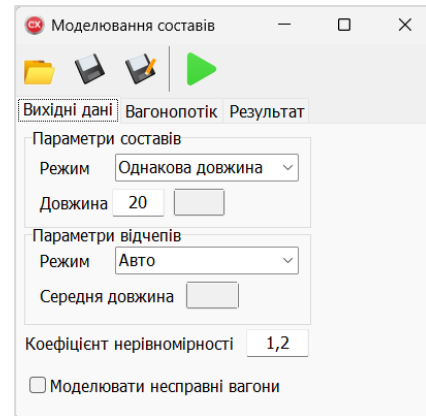 Моделювання составів
Вихідні дані Вагонопотік Результат
Параметри составів
Режим Однакова довжина
Довжина 20
Параметри відчепів
Режим Авто
Середня довжина
Коефіцієнт нерівномірності 1,2
Моделювати несправні вагони